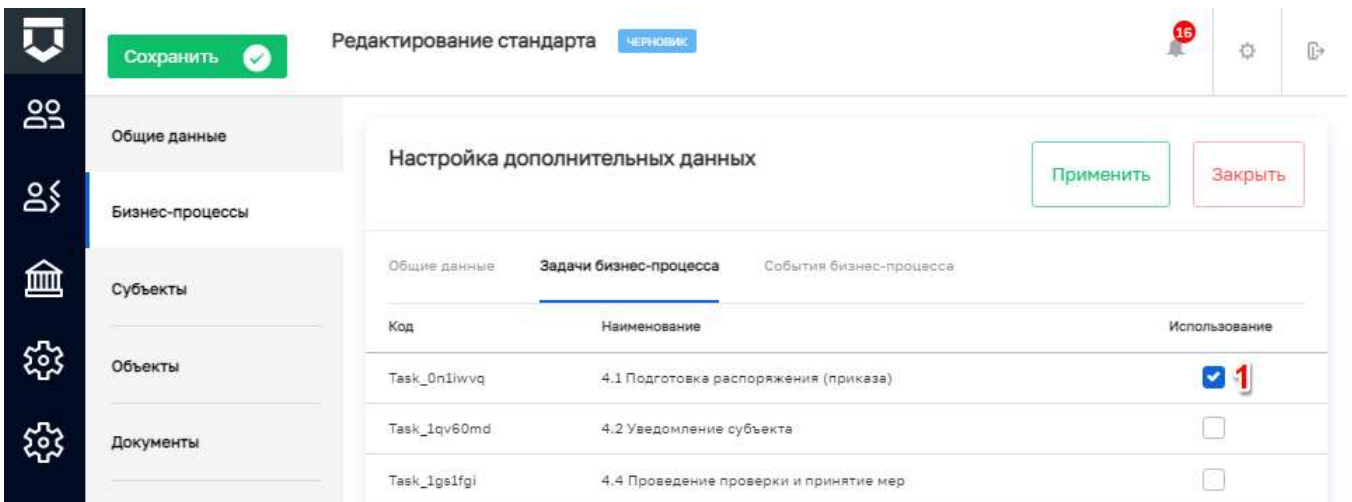 Сохранить
Редактирование стандарта
ЧЕРНОВИК
16
Общие данные
Бизнес-процессы
Субъекты
Объекты
Документы
Настройка дополнительных данных
Применить
Закрыть
Общие данные Задачи бизнес-процесса События бизнес-процесса
Код Наименование Использование
Task_0n1iwvq 4.1 Подготовка распоряжения (приказа) 1
Task_1qv60md 4.2 Уведомление субъекта
Task_1gs1fgi 4.4 Проведение проверки и принятие мер